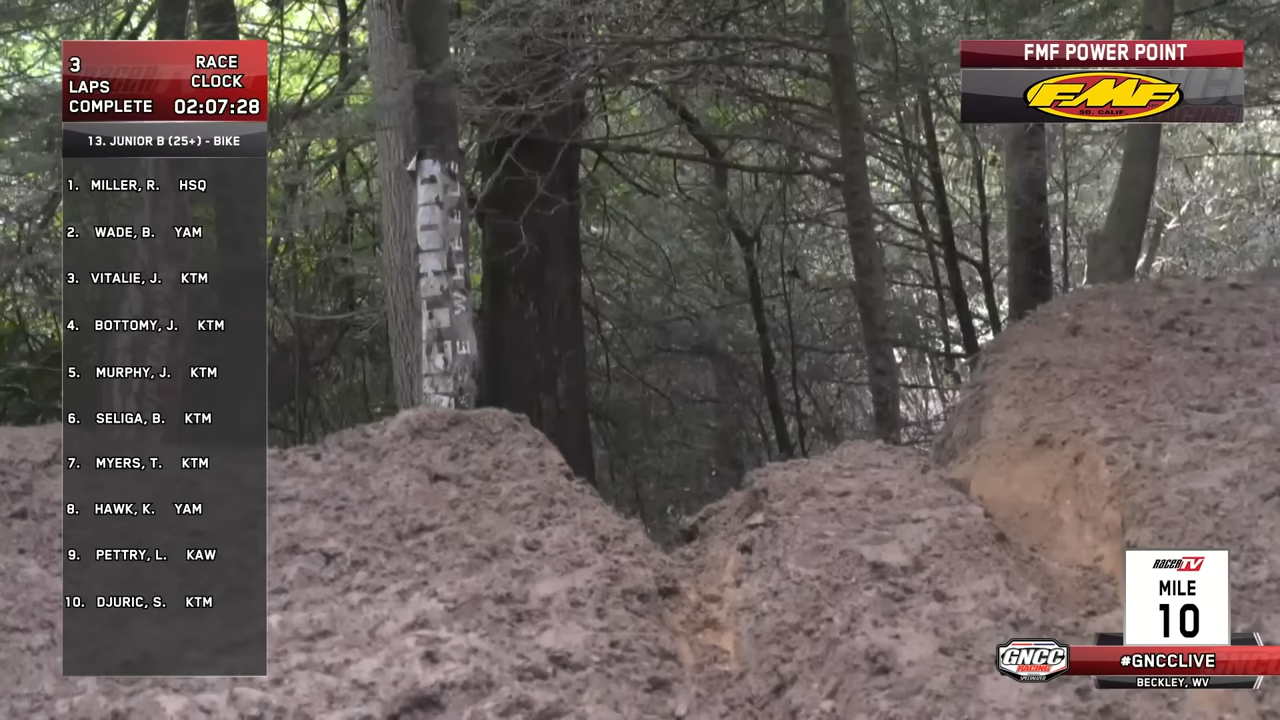 3
LAPS
COMPLETE
RACE
CLOCK
02:07:28
13. JUNIOR B (25+) - BIKE
1. MILLER, R. HSQ
2. WADE, B. YAM
3. VITALIE, J. KTM
4. BOTTOMY, J. KTM
5. MURPHY, J. KTM
6. SELIGA, B. KTM
7. MYERS, T. KTM
8. HAWK, K. YAM
9. PETTRY, L. KAW
10. DJURIC, S. KTM
FMF POWER POINT
FMF
SO. CALIF.
RACER TV
MILE
10
GNCC
RACING
#GNCCLIVE
BECKLEY, WV